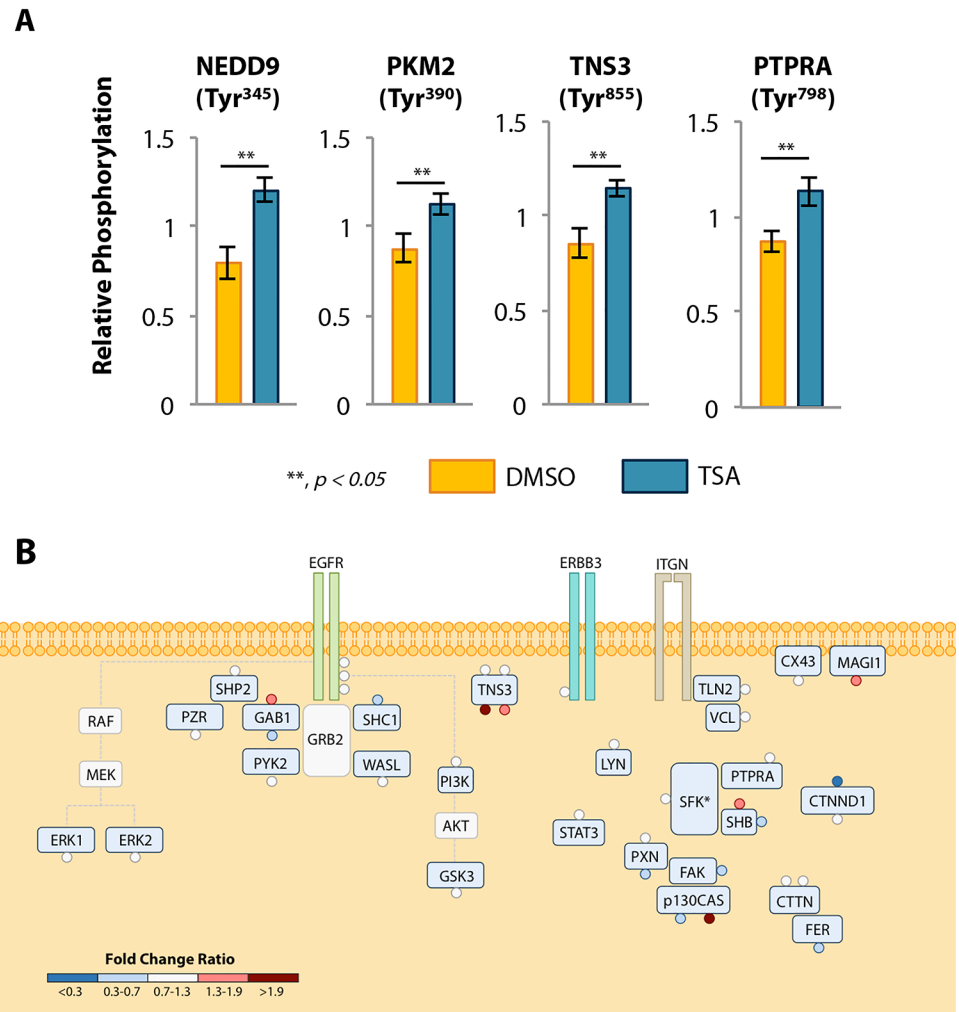 A
NEDD9 PKM2 TNS3 PTPRA
(Tyr³⁴⁵) (Tyr³⁹⁰) (Tyr⁸⁵⁵) (Tyr⁷⁹⁸)
Relative Phosphorylation
1.5 1.5 1.5 1.5
** ** ** **
1 1 1 1
0.5 0.5 0.5 0.5
0 0 0 0
**, p < 0.05 DMSO TSA
B
EGFR ERBB3 ITGN
CX43 MAGI1
SHP2 TNS3 TLN2
RAF PZR GAB1 SHC1 VCL
GRB2
MEK PYK2 WASL PI3K LYN PTPRA
SFK* CTNND1
ERK1 ERK2 AKT STAT3 SHB
PXN
GSK3 FAK
p130CAS CTTN
FER
Fold Change Ratio
<0.3 0.3-0.7 0.7-1.3 1.3-1.9 >1.9